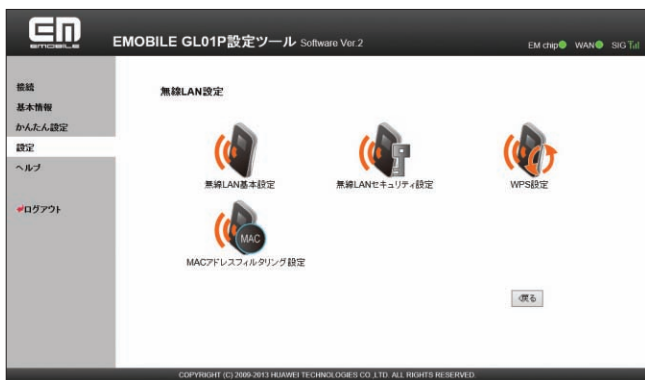 EM
EMOBILE
EMOBILE GL01P設定ツール Software Ver.2
EM chip WAN SIG
接続
基本情報
かんたん設定
設定
ヘルプ
ログアウト
無線LAN設定
無線LAN基本設定
無線LANセキュリティ設定
WPS設定
MAC
MACアドレスフィルタリング設定
戻る
COPYRIGHT (C) 2009-2013 HUAWEI TECHNOLOGIES CO.,LTD. ALL RIGHTS RESERVED.